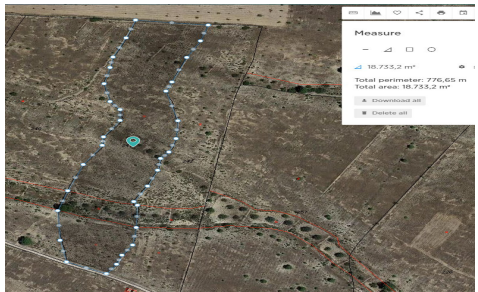 Measure
18.733,2 m²
Total perimeter: 776,65 m
Total area: 18.733,2 m²
Download all
Delete all